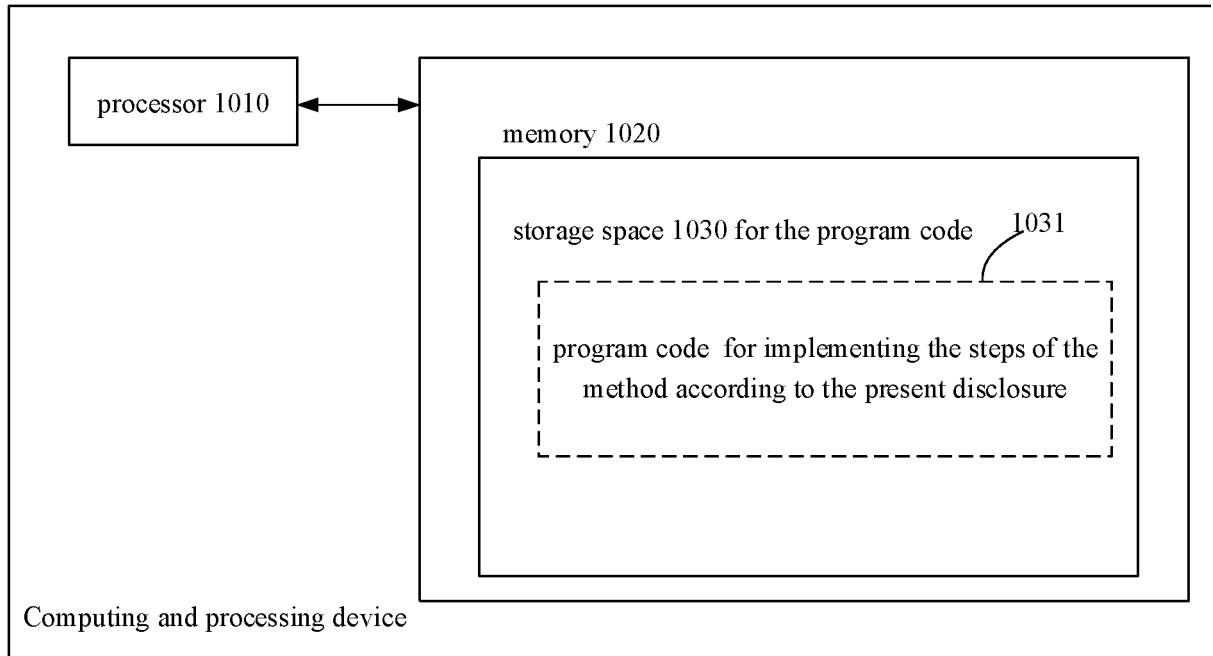 processor 1010
memory 1020
storage space 1030 for the program code
1031
program code for implementing the steps of the
method according to the present disclosure
Computing and processing device